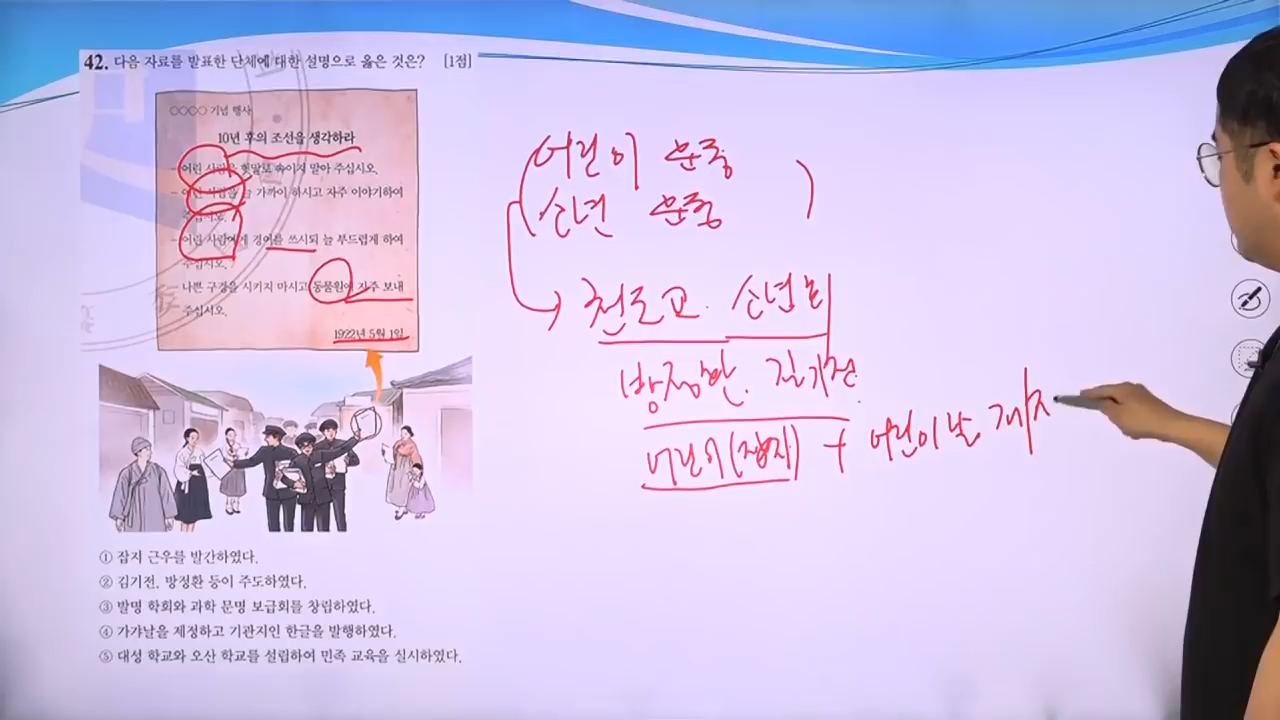 42. 다음 자료를 발표한 단체에 대한 설명으로 옳은 것은? [1점]
○○○○ 기념 행사
10년 후의 조선을 생각하라
- 어린 사람을 헛말로 속이지 말아 주십시오.
- 어린 사람을 늘 가까이 하시고 자주 이야기하여
주십시오.
- 어린 사람에게 경어를 쓰시되 늘 부드럽게 하여
주십시오.
- 나쁜 구경을 시키지 마시고 동물원에 자주 보내
주십시오.
1922년 5월 1일
① 잡지 근우를 발간하였다.
② 김기전, 방정환 등이 주도하였다.
③ 발명 학회와 과학 문명 보급회를 창립하였다.
④ 가갸날을 제정하고 기관지인 한글을 발행하였다.
⑤ 대성 학교와 오산 학교를 설립하여 민족 교육을 실시하였다.
어린이 운동
소년 운동
천도교 소년회
방정환. 김기전.
어린이(잡지) + 어린이날 제